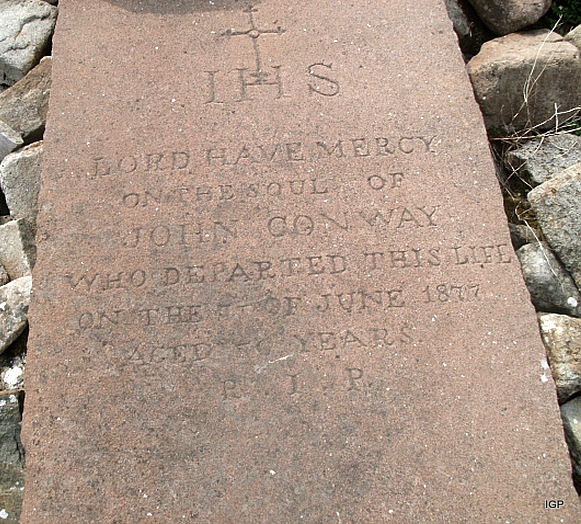 IHS
LORD HAVE MERCY
ON THE SOUL OF
JOHN CONWAY
WHO DEPARTED THIS LIFE
ON THE OF JUNE 1877
AGED YEARS
R I P
IGP